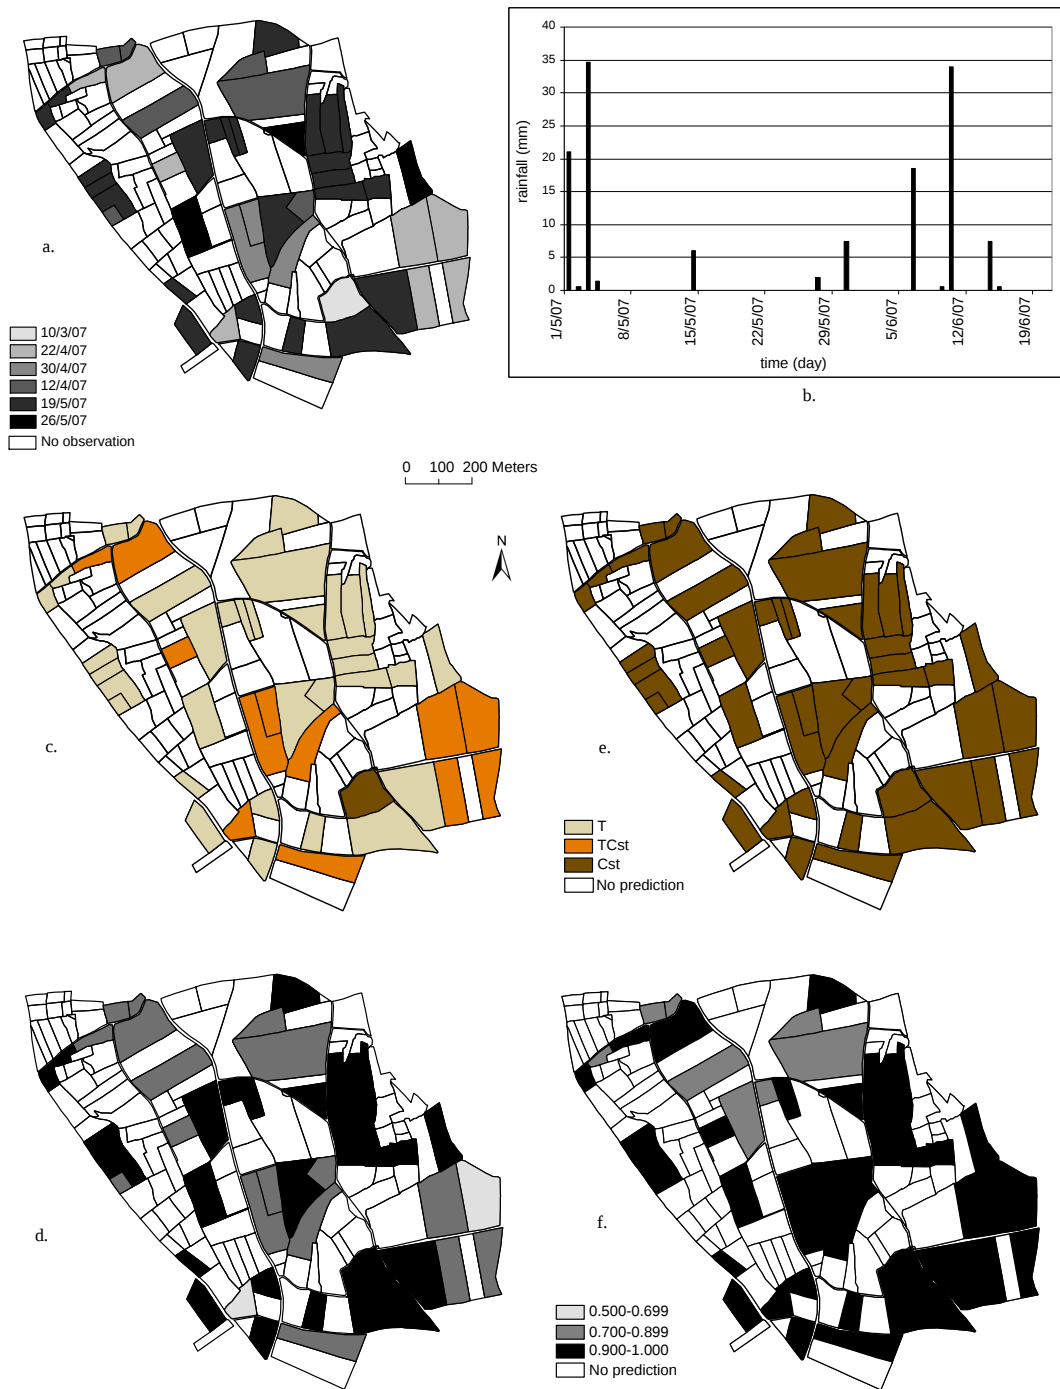 a.
10/3/07
22/4/07
30/4/07
12/4/07
19/5/07
26/5/07
No observation
40
35
30
25
20
15
10
5
0
rainfall (mm)
1/5/07
8/5/07
15/5/07
22/5/07
29/5/07
5/6/07
12/6/07
19/6/07
time (day)
b.
0 100 200 Meters
N
c.
e.
T
TCst
Cst
No prediction
d.
f.
0.500-0.699
0.700-0.899
0.900-1.000
No prediction